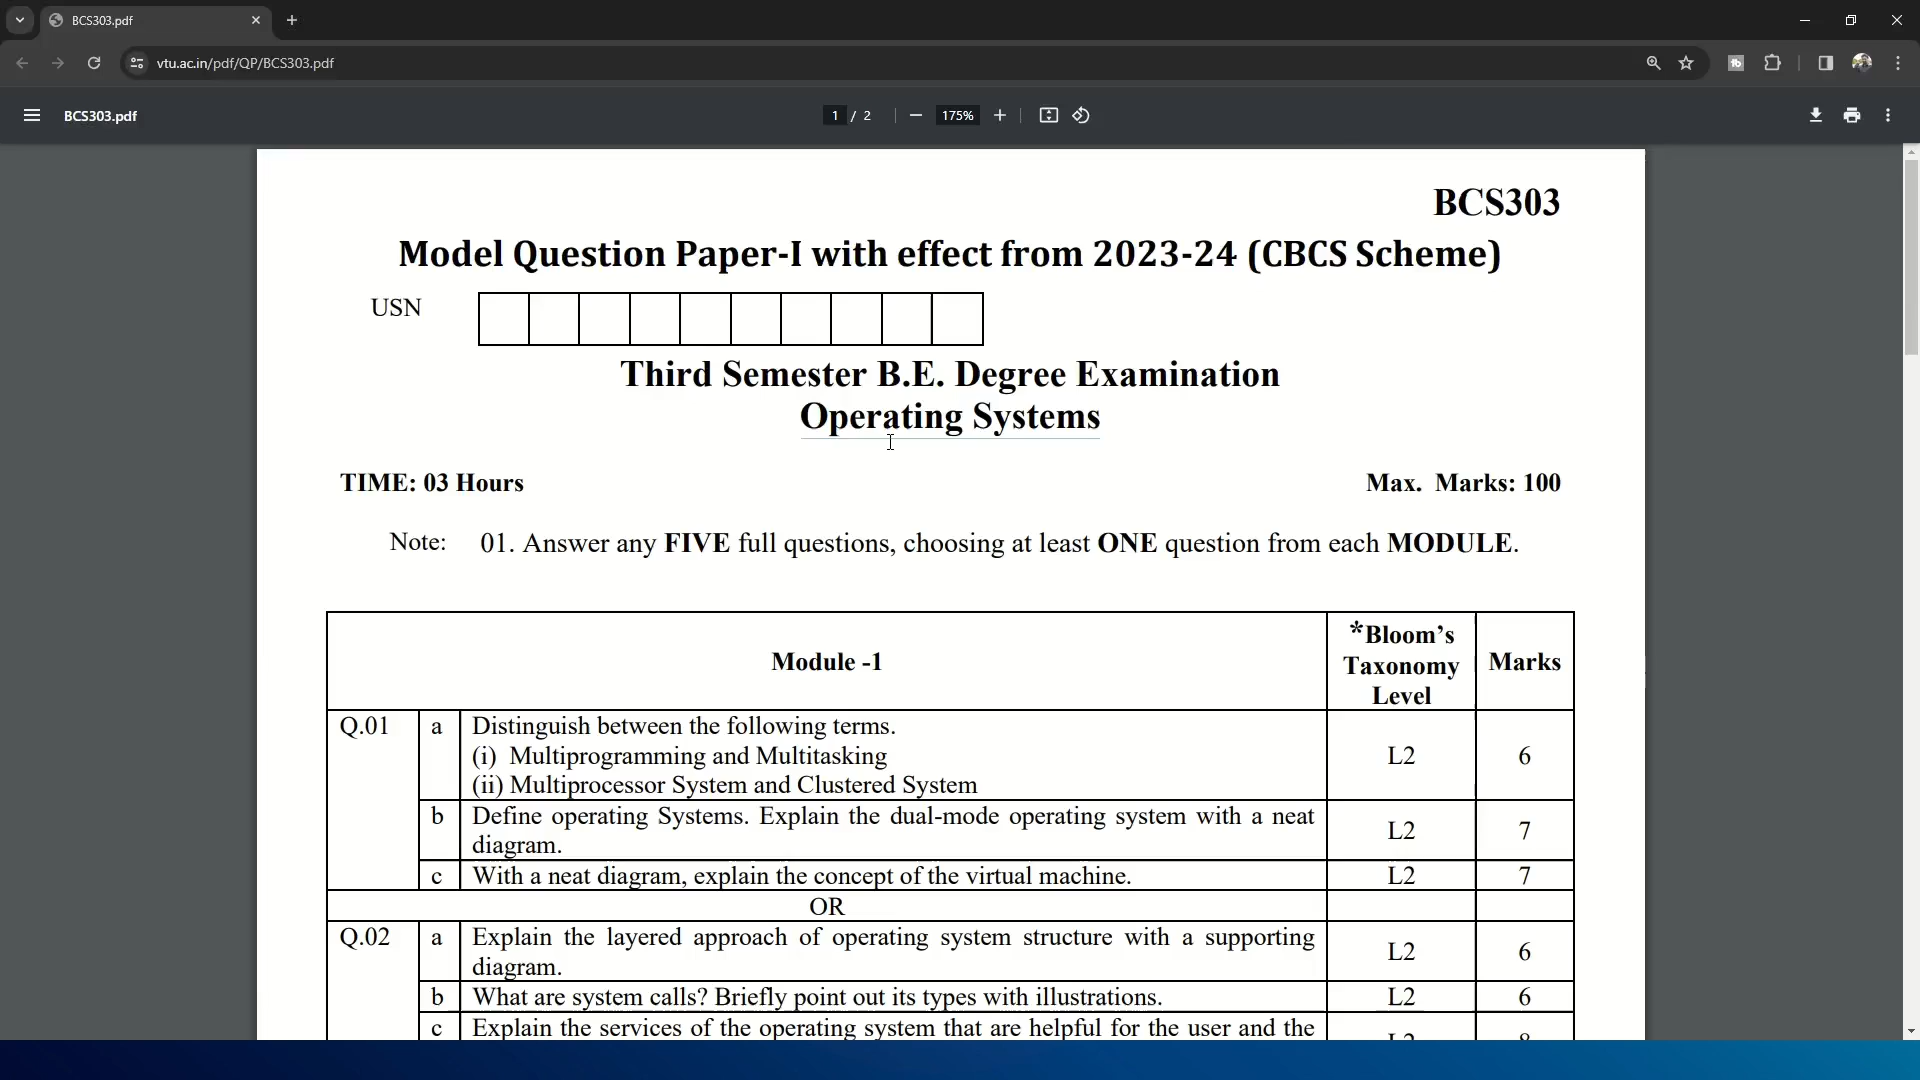 BCS303.pdf
vtu.ac.in/pdf/QP/BCS303.pdf
BCS303.pdf
1 / 2
175%
BCS303
Model Question Paper-I with effect from 2023-24 (CBCS Scheme)
USN
Third Semester B.E. Degree Examination
Operating Systems
TIME: 03 Hours
Max. Marks: 100
Note: 01. Answer any FIVE full questions, choosing at least ONE question from each MODULE.
Module -1
*Bloom's
Taxonomy
Level
Marks
Q.01 a Distinguish between the following terms.
(i) Multiprogramming and Multitasking
(ii) Multiprocessor System and Clustered System
L2 6
b Define operating Systems. Explain the dual-mode operating system with a neat
diagram.
L2 7
c With a neat diagram, explain the concept of the virtual machine. L2 7
OR
Q.02 a Explain the layered approach of operating system structure with a supporting
diagram.
L2 6
b What are system calls? Briefly point out its types with illustrations. L2 6
c Explain the services of the operating system that are helpful for the user and the